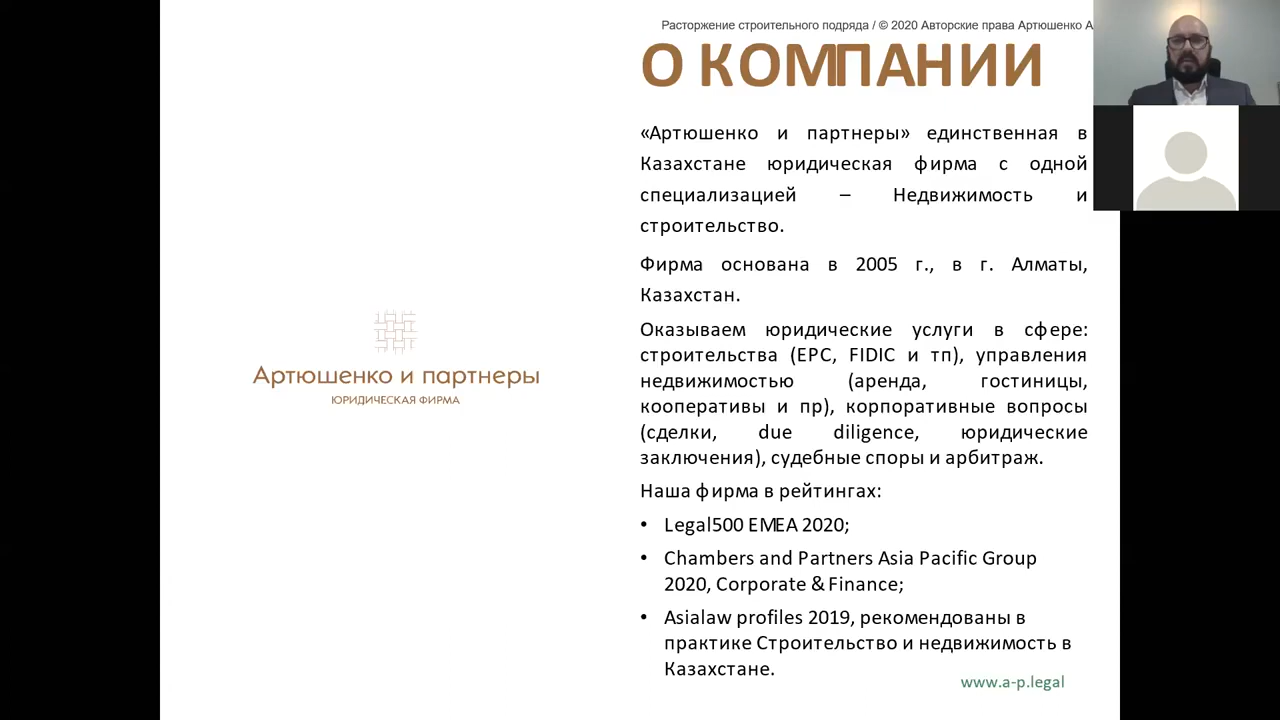 Расторжение строительного подряда / © 2020 Авторские права Артюшенко А
О КОМПАНИИ
«Артюшенко и партнеры» единственная в
Казахстане юридическая фирма с одной
специализацией – Недвижимость и
строительство.
Фирма основана в 2005 г., в г. Алматы,
Казахстан.
Оказываем юридические услуги в сфере:
строительства (EPC, FIDIC и тп), управления
недвижимостью (аренда, гостиницы,
кооперативы и пр), корпоративные вопросы
(сделки, due diligence, юридические
заключения), судебные споры и арбитраж.
Наша фирма в рейтингах:
• Legal500 EMEA 2020;
• Chambers and Partners Asia Pacific Group
2020, Corporate & Finance;
• Asialaw profiles 2019, рекомендованы в
практике Строительство и недвижимость в
Казахстане.
www.a-p.legal
Артюшенко и партнеры
ЮРИДИЧЕСКАЯ ФИРМА